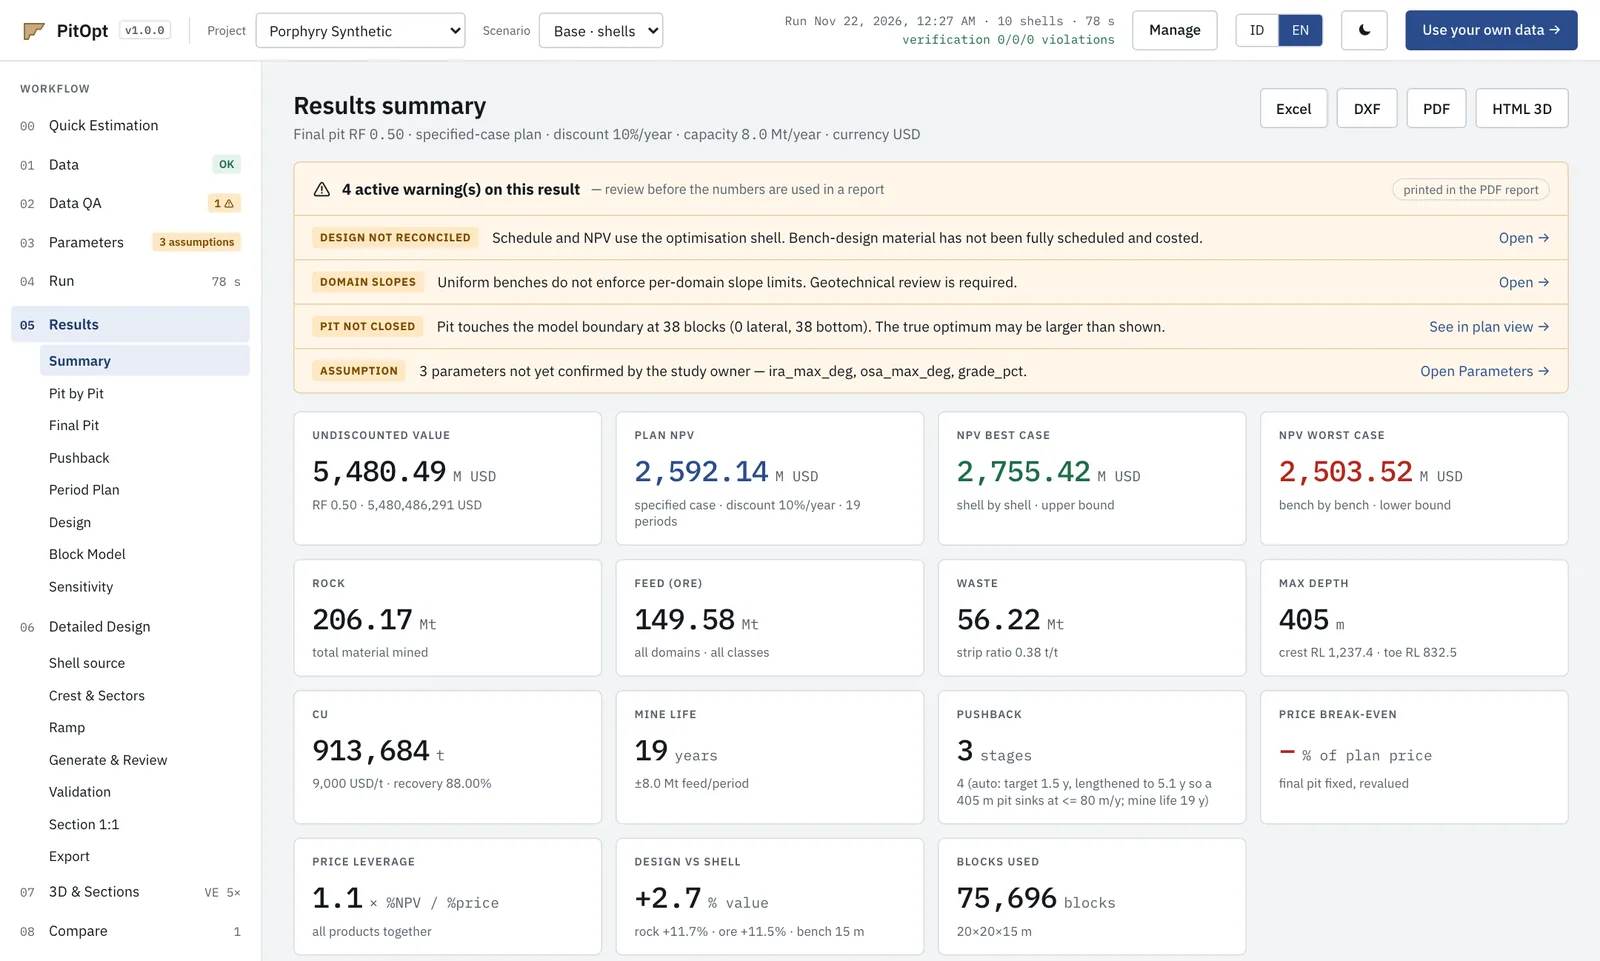 PitOpt v1.0.0 Project Porphyry Synthetic Scenario Base · shells
Run Nov 22, 2026, 12:27 AM · 10 shells · 78 s
verification 0/0/0 violations
Manage ID EN Use your own data →
WORKFLOW
00 Quick Estimation
01 Data OK
02 Data QA 1 ⚠
03 Parameters 3 assumptions
04 Run 78 s
05 Results
Summary
Pit by Pit
Final Pit
Pushback
Period Plan
Design
Block Model
Sensitivity
06 Detailed Design
Shell source
Crest & Sectors
Ramp
Generate & Review
Validation
Section 1:1
Export
07 3D & Sections VE 5×
08 Compare 1
Results summary
Final pit RF 0.50 · specified-case plan · discount 10%/year · capacity 8.0 Mt/year · currency USD
Excel DXF PDF HTML 3D
4 active warning(s) on this result — review before the numbers are used in a report printed in the PDF report
DESIGN NOT RECONCILED Schedule and NPV use the optimisation shell. Bench-design material has not been fully scheduled and costed. Open →
DOMAIN SLOPES Uniform benches do not enforce per-domain slope limits. Geotechnical review is required. Open →
PIT NOT CLOSED Pit touches the model boundary at 38 blocks (0 lateral, 38 bottom). The true optimum may be larger than shown. See in plan view →
ASSUMPTION 3 parameters not yet confirmed by the study owner — ira_max_deg, osa_max_deg, grade_pct. Open Parameters →
UNDISCOUNTED VALUE
5,480.49 M USD
RF 0.50 · 5,480,486,291 USD
PLAN NPV
2,592.14 M USD
specified case · discount 10%/year · 19
periods
NPV BEST CASE
2,755.42 M USD
shell by shell · upper bound
NPV WORST CASE
2,503.52 M USD
bench by bench · lower bound
ROCK
206.17 Mt
total material mined
FEED (ORE)
149.58 Mt
all domains · all classes
WASTE
56.22 Mt
strip ratio 0.38 t/t
MAX DEPTH
405 m
crest RL 1,237.4 · toe RL 832.5
CU
913,684 t
9,000 USD/t · recovery 88.00%
MINE LIFE
19 years
±8.0 Mt feed/period
PUSHBACK
3 stages
4 (auto: target 1.5 y, lengthened to 5.1 y so a
405 m pit sinks at <= 80 m/y; mine life 19 y)
PRICE BREAK-EVEN
— % of plan price
final pit fixed, revalued
PRICE LEVERAGE
1.1 × %NPV / %price
all products together
DESIGN VS SHELL
+2.7 % value
rock +11.7% · ore +11.5% · bench 15 m
BLOCKS USED
75,696 blocks
20×20×15 m